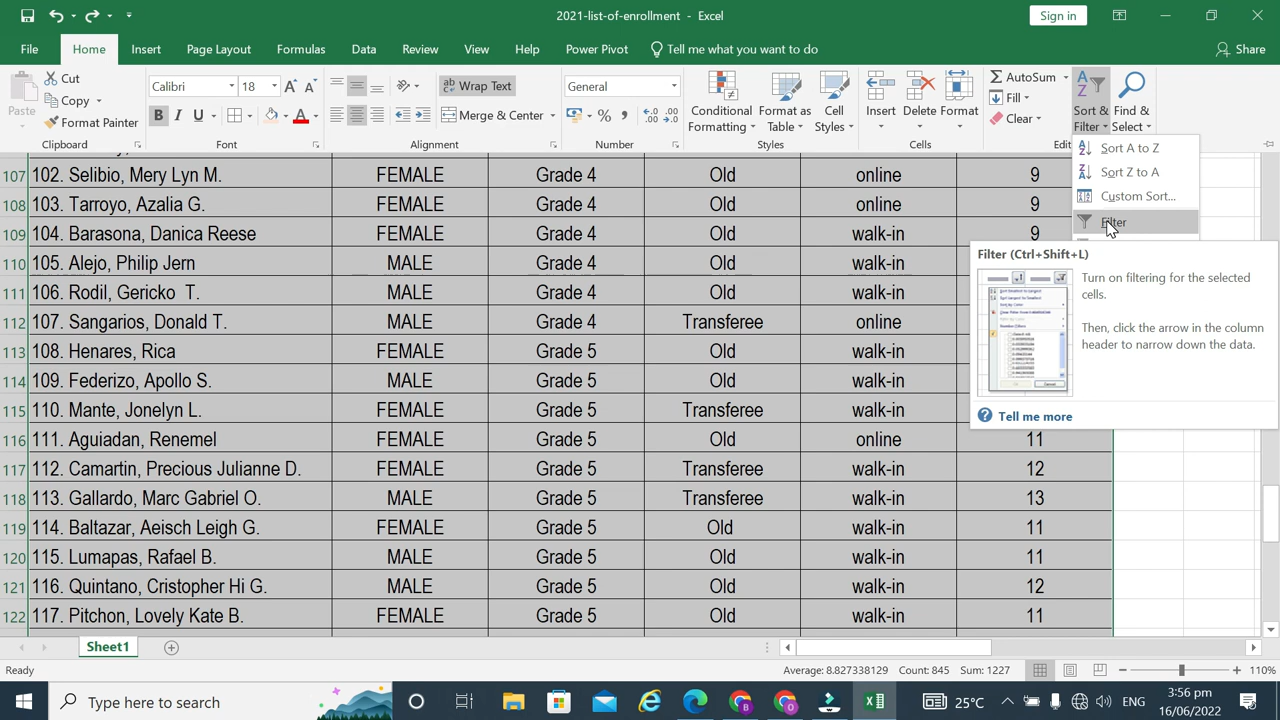 2021-list-of-enrollment - Excel Sign in
File Home Insert Page Layout Formulas Data Review View Help Power Pivot Tell me what you want to do Share
Paste Cut Copy Format Painter Clipboard
Calibri 18 B I U A Font
ab Wrap Text Merge & Center Alignment
General % , Number
Conditional Formatting Format as Table Cell Styles Styles
Insert Delete Format Cells
AutoSum Fill Clear Sort & Filter Find & Select
Sort A to Z
Sort Z to A
Custom Sort...
Filter
Filter (Ctrl+Shift+L)
Turn on filtering for the selected
cells.
Then, click the arrow in the column
header to narrow down the data.
Tell me more
107 102. Selibio, Mery Lyn M. FEMALE Grade 4 Old online 9
108 103. Tarroyo, Azalia G. FEMALE Grade 4 Old online 9
109 104. Barasona, Danica Reese FEMALE Grade 4 Old walk-in 9
110 105. Alejo, Philip Jern MALE Grade 4 Old walk-in
111 106. Rodil, Gericko T. MALE Grade 4 Old walk-in
112 107. Sangarios, Donald T. MALE Grade 4 Transferee online
113 108. Henares, Rica FEMALE Grade 5 Old walk-in
114 109. Federizo, Apollo S. MALE Grade 5 Old walk-in
115 110. Mante, Jonelyn L. FEMALE Grade 5 Transferee walk-in
116 111. Aguiadan, Renemel FEMALE Grade 5 Old online 11
117 112. Camartin, Precious Julianne D. FEMALE Grade 5 Transferee walk-in 12
118 113. Gallardo, Marc Gabriel O. MALE Grade 5 Transferee walk-in 13
119 114. Baltazar, Aeisch Leigh G. FEMALE Grade 5 Old walk-in 11
120 115. Lumapas, Rafael B. MALE Grade 5 Old walk-in 11
121 116. Quintano, Cristopher Hi G. MALE Grade 5 Old walk-in 12
122 117. Pitchon, Lovely Kate B. FEMALE Grade 5 Old walk-in 11
Sheet1
Ready Average: 8.827338129 Count: 845 Sum: 1227 110%
Type here to search 25°C ENG 3:56 pm
16/06/2022